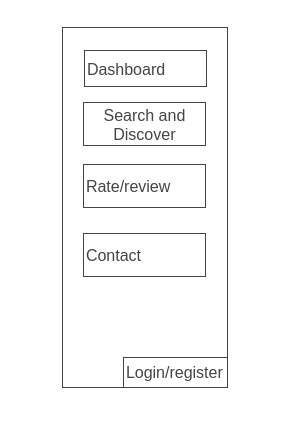 Dashboard
Search and
Discover
Rate/review
Contact
Login/register